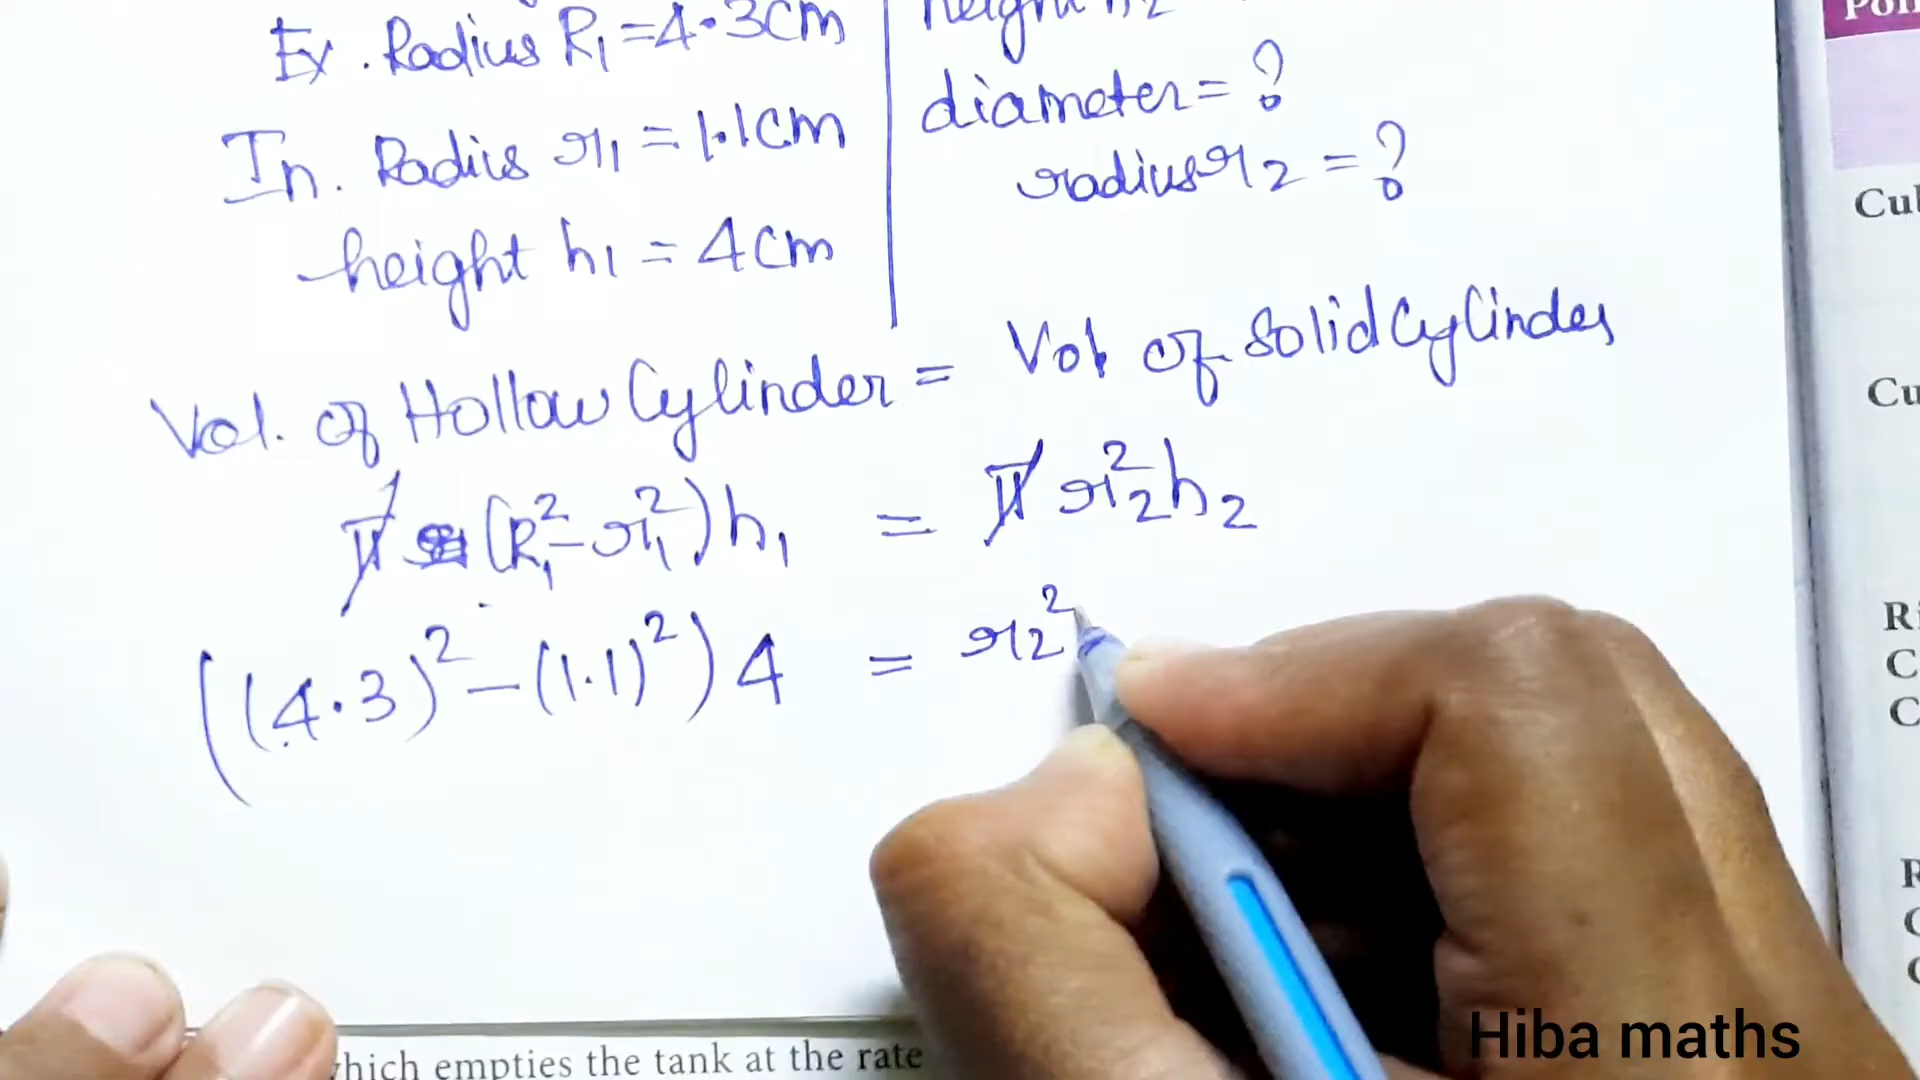 Ex. Radius R₁ = 4.3cm
In. Radius r₁ = 1.1cm
height h₁ = 4cm
height h₂
diameter = ?
radius r₂ = ?
Vol. of Hollow Cylinder = Vol of Solid Cylinder
π (R₁² - r₁²) h₁ = π r₂² h₂
((4.3)² - (1.1)²) 4 = r₂²
which empties the tank at the rate
Hiba maths